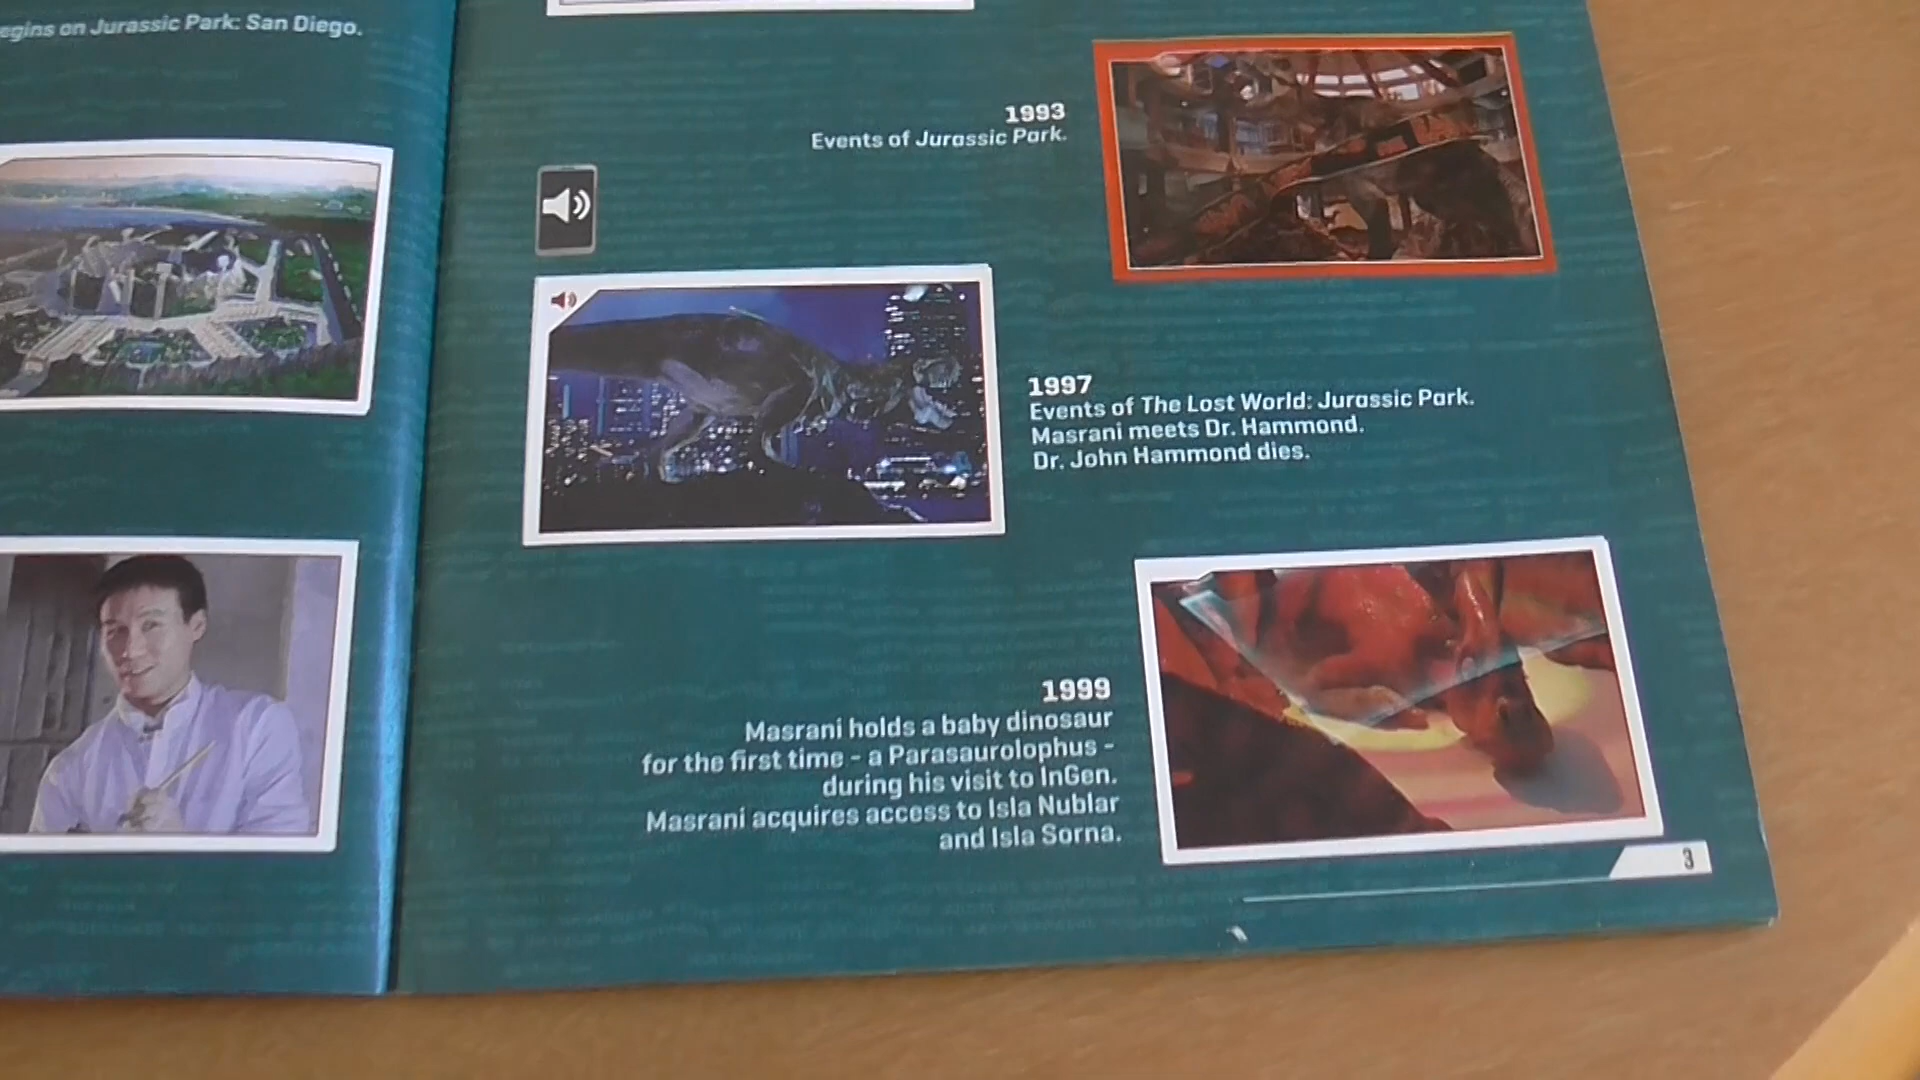 egins on Jurassic Park: San Diego.
1993
Events of Jurassic Park.
1997
Events of The Lost World: Jurassic Park.
Masrani meets Dr. Hammond.
Dr. John Hammond dies.
1999
Masrani holds a baby dinosaur
for the first time - a Parasaurolophus -
during his visit to InGen.
Masrani acquires access to Isla Nublar
and Isla Sorna.
3